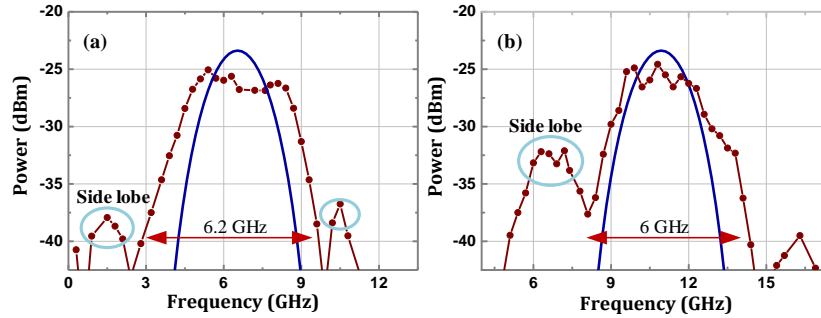 (a)
Side lobe
6.2 GHz
Power (dBm)
-20
-25
-30
-35
-40
0
3
6
9
12
Frequency (GHz)
(b)
Side lobe
6 GHz
Power (dBm)
-20
-25
-30
-35
-40
6
9
12
15
Frequency (GHz)